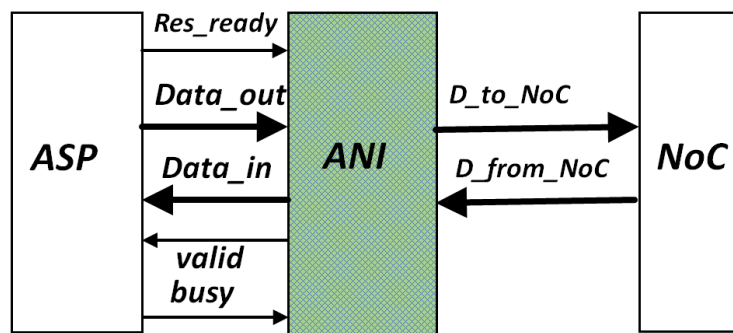 Res_ready
Data_out
D_to_NoC
ASP
ANI
NoC
Data_in
D_from_NoC
valid
busy